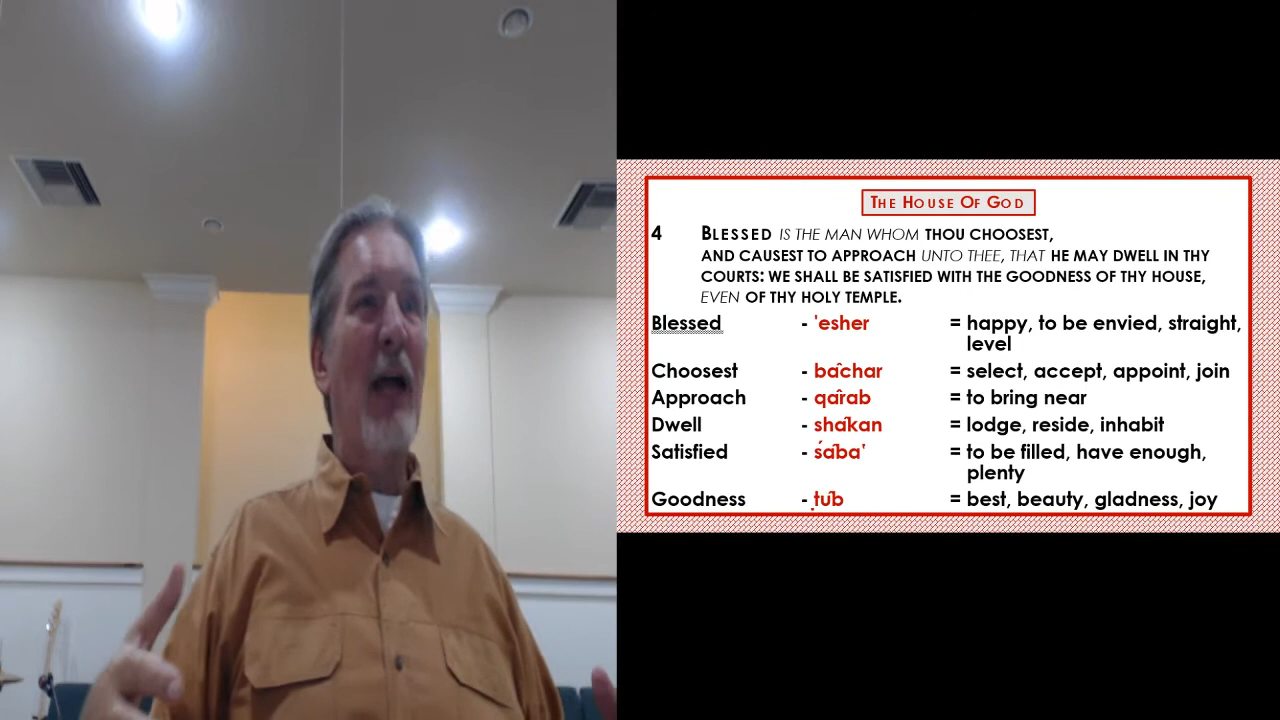 THE HOUSE OF GOD
4 BLESSED IS THE MAN WHOM THOU CHOOSEST,
AND CAUSEST TO APPROACH UNTO THEE, THAT HE MAY DWELL IN THY
COURTS: WE SHALL BE SATISFIED WITH THE GOODNESS OF THY HOUSE,
EVEN OF THY HOLY TEMPLE.
Blessed - 'esher = happy, to be envied, straight,
level
Choosest - bâchar = select, accept, appoint, join
Approach - qârab = to bring near
Dwell - shâkan = lodge, reside, inhabit
Satisfied - śâba' = to be filled, have enough,
plenty
Goodness - ṭûb = best, beauty, gladness, joy